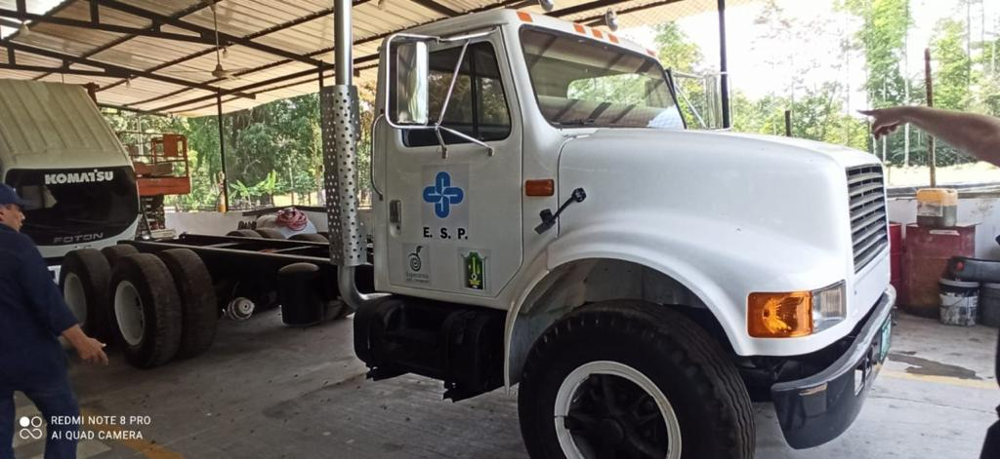 KOMATSU
FOTON
E. S. P.
REDMI NOTE 8 PRO
AI QUAD CAMERA